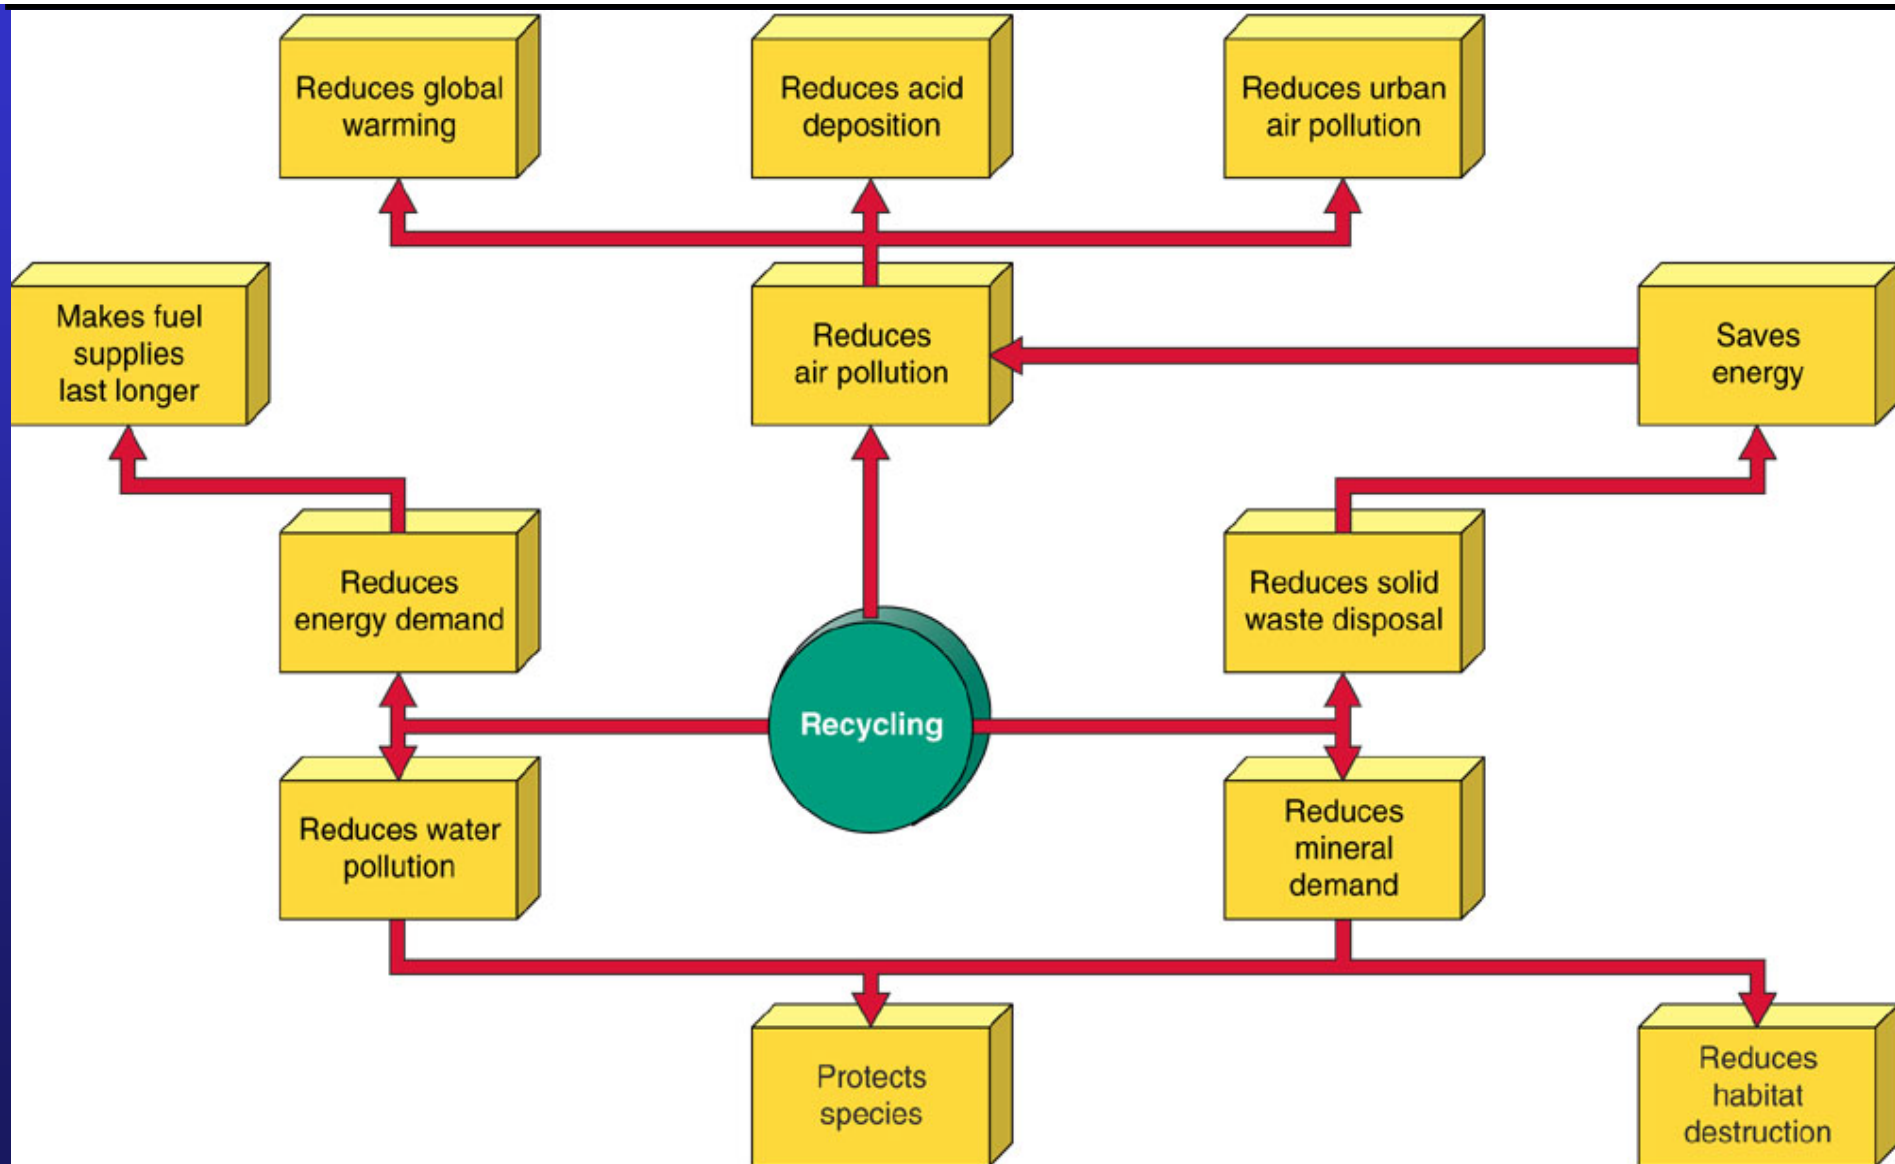 Reduces global
warming
Reduces acid
deposition
Reduces urban
air pollution
Makes fuel
supplies
last longer
Reduces
air pollution
Saves
energy
Reduces
energy demand
Reduces solid
waste disposal
Recycling
Reduces water
pollution
Reduces
mineral
demand
Protects
species
Reduces
habitat
destruction